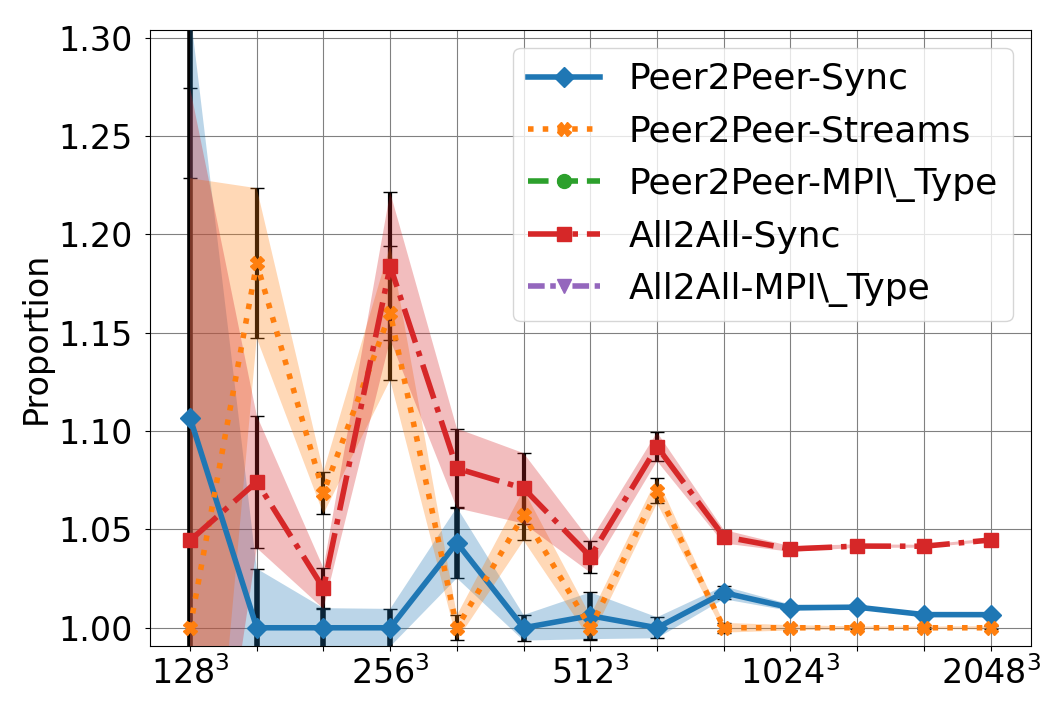 1.30
1.25
1.20
1.15
1.10
1.05
1.00
Proportion
Peer2Peer-Sync
Peer2Peer-Streams
Peer2Peer-MPI\_Type
All2All-Sync
All2All-MPI\_Type
128³ 256³ 512³ 1024³ 2048³